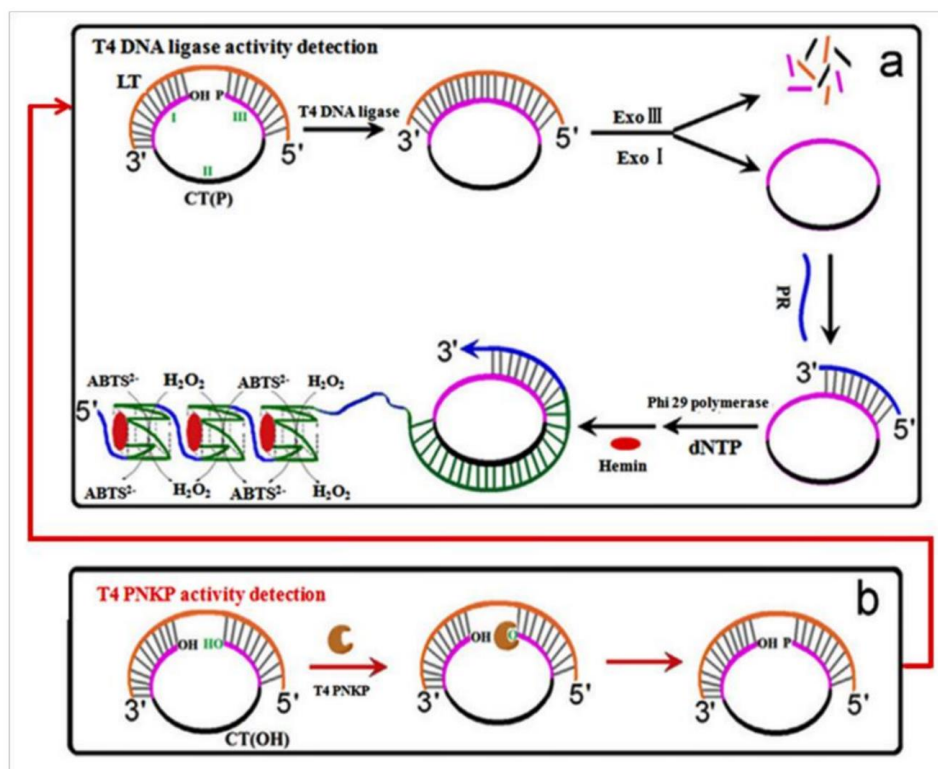 T4 DNA ligase activity detection
a
LT
OH P
I
III
II
3'
5'
CT(P)
T4 DNA ligase
3'
5'
Exo III
Exo I
PR
3'
5'
Phi 29 polymerase
dNTP
Hemin
3'
ABTS²⁻
H₂O₂
ABTS²⁻
H₂O₂
5'
ABTS²⁻
H₂O₂
ABTS²⁻
H₂O₂
T4 PNKP activity detection
b
OH HO
3'
5'
CT(OH)
T4 PNKP
OH O
3'
5'
OH P
3'
5'